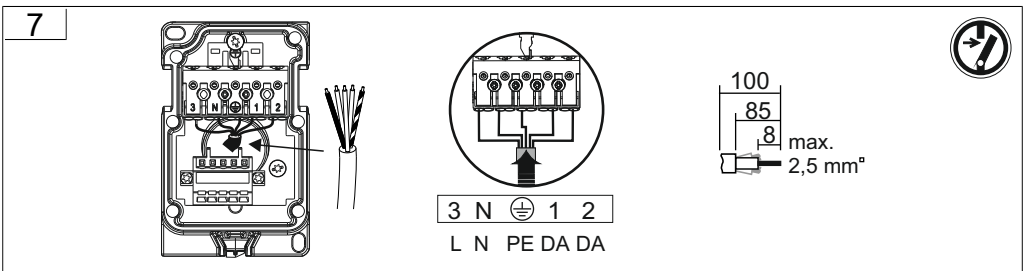 7
3 N ⏚ 1 2
3 N ⏚ 1 2
L N PE DA DA
100
85
8 max.
2,5 mm²